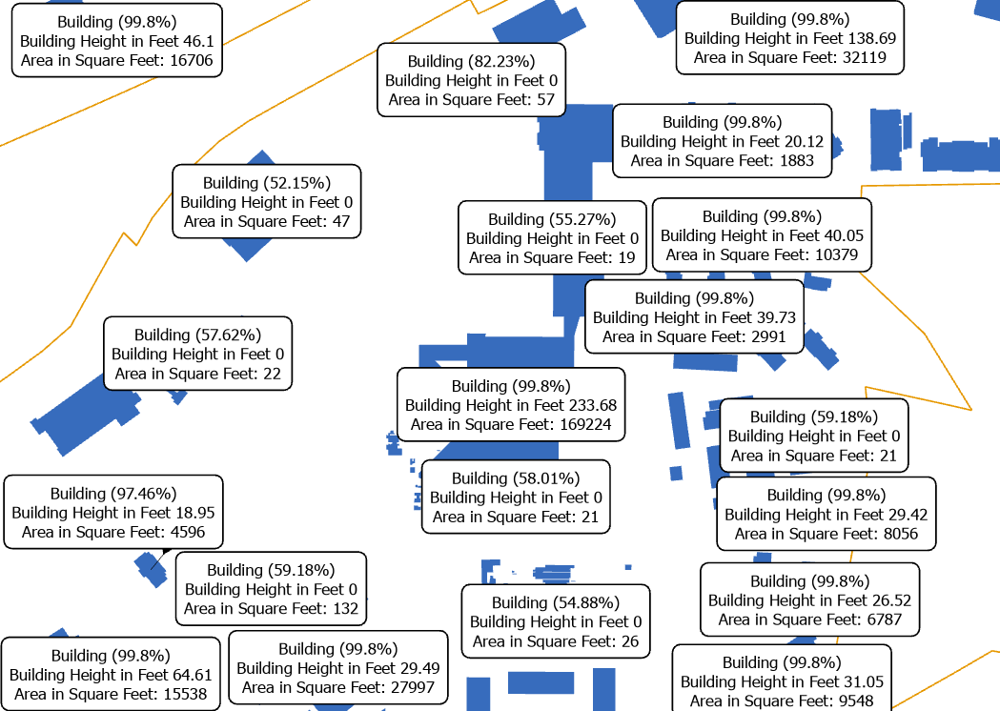 Building (99.8%)
Building Height in Feet 46.1
Area in Square Feet: 16706
Building (99.8%)
Building Height in Feet 138.69
Area in Square Feet: 32119
Building (82.23%)
Building Height in Feet 0
Area in Square Feet: 57
Building (99.8%)
Building Height in Feet 20.12
Area in Square Feet: 1883
Building (52.15%)
Building Height in Feet 0
Area in Square Feet: 47
Building (55.27%)
Building Height in Feet 0
Area in Square Feet: 19
Building (99.8%)
Building Height in Feet 40.05
Area in Square Feet: 10379
Building (99.8%)
Building Height in Feet 39.73
Area in Square Feet: 2991
Building (57.62%)
Building Height in Feet 0
Area in Square Feet: 22
Building (99.8%)
Building Height in Feet 233.68
Area in Square Feet: 169224
Building (59.18%)
Building Height in Feet 0
Area in Square Feet: 21
Building (58.01%)
Building Height in Feet 0
Area in Square Feet: 21
Building (97.46%)
Building Height in Feet 18.95
Area in Square Feet: 4596
Building (99.8%)
Building Height in Feet 29.42
Area in Square Feet: 8056
Building (59.18%)
Building Height in Feet 0
Area in Square Feet: 132
Building (99.8%)
Building Height in Feet 26.52
Area in Square Feet: 6787
Building (54.88%)
Building Height in Feet 0
Area in Square Feet: 26
Building (99.8%)
Building Height in Feet 64.61
Area in Square Feet: 15538
Building (99.8%)
Building Height in Feet 29.49
Area in Square Feet: 27997
Building (99.8%)
Building Height in Feet 31.05
Area in Square Feet: 9548